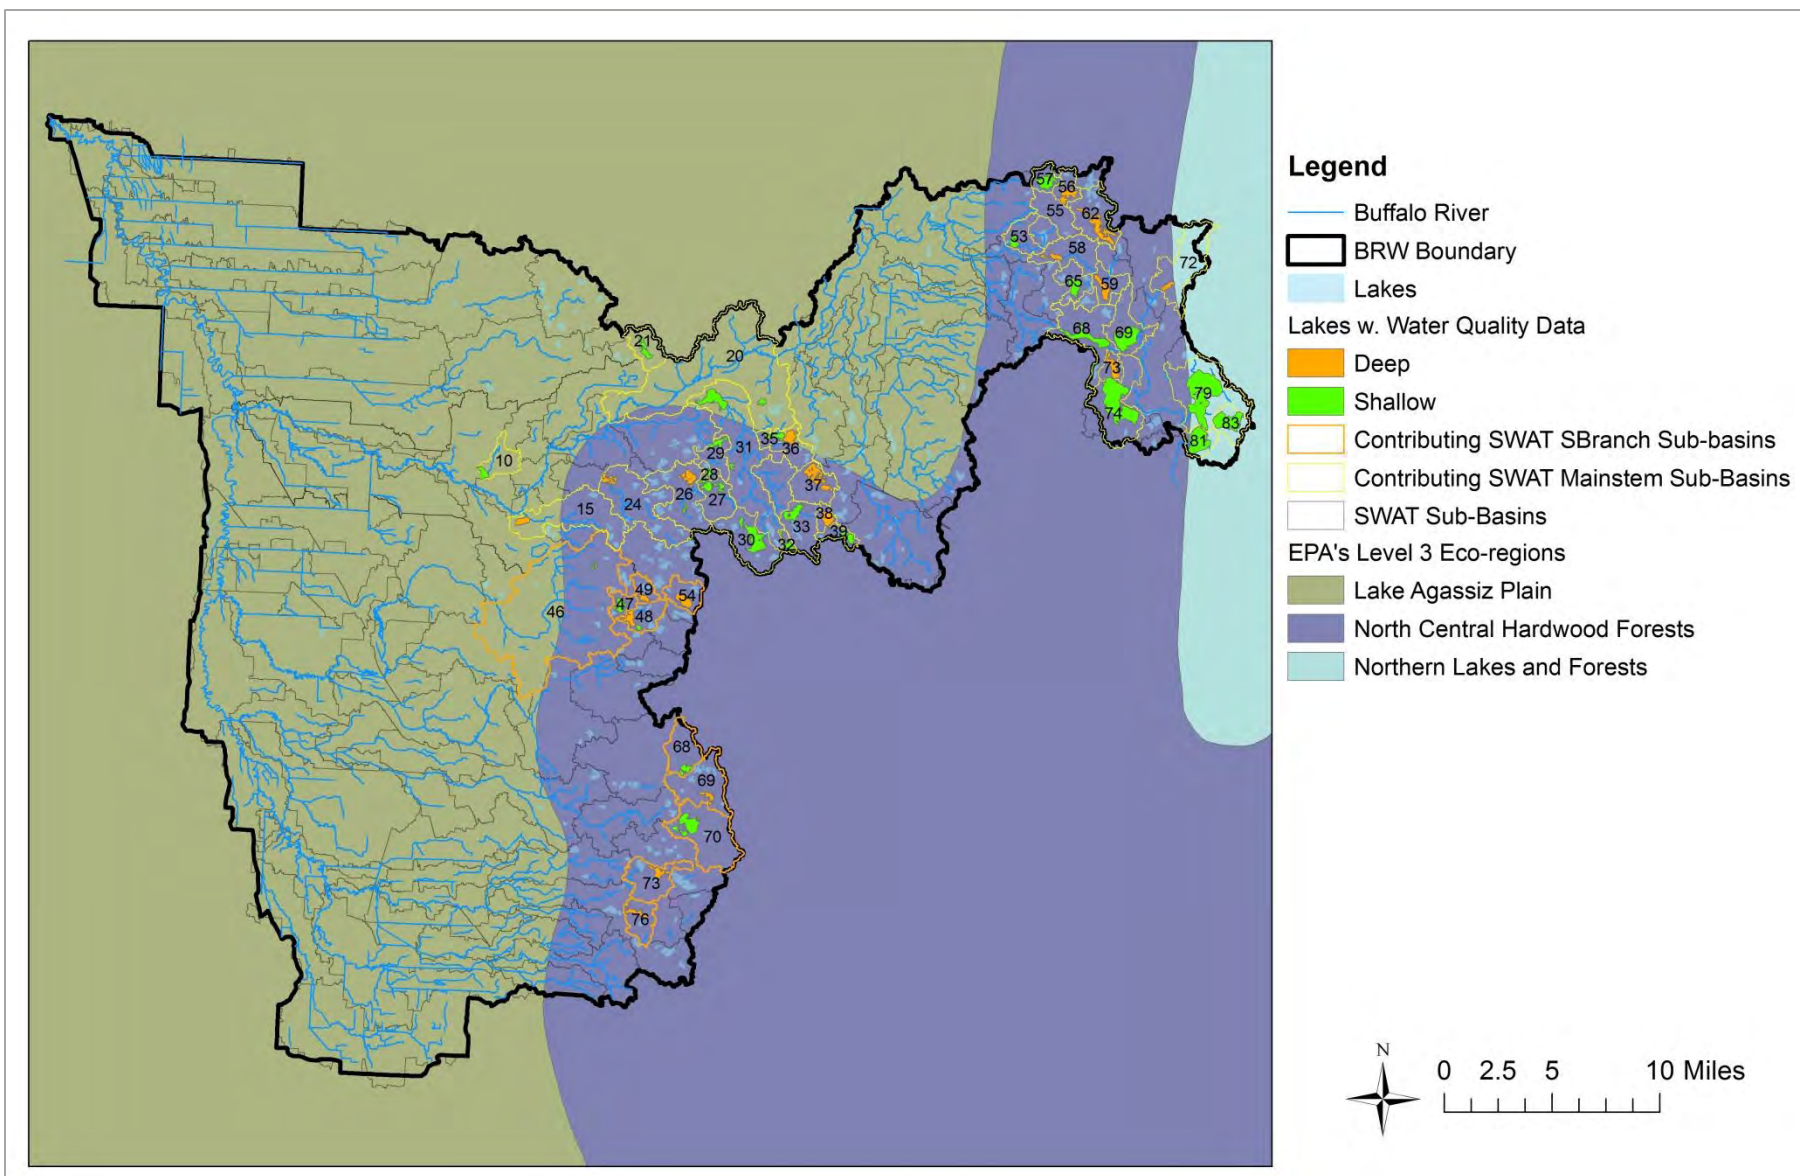 57
56
55
62
53
58
72
65
59
68
69
73
79
74
83
81
21
20
35
36
31
29
10
28
37
26
27
24
15
38
33
30
32
39
49
54
47
48
46
68
69
70
73
76
Legend
Buffalo River
BRW Boundary
Lakes
Lakes w. Water Quality Data
Deep
Shallow
Contributing SWAT SBranch Sub-basins
Contributing SWAT Mainstem Sub-Basins
SWAT Sub-Basins
EPA's Level 3 Eco-regions
Lake Agassiz Plain
North Central Hardwood Forests
Northern Lakes and Forests
N
0 2.5 5 10 Miles